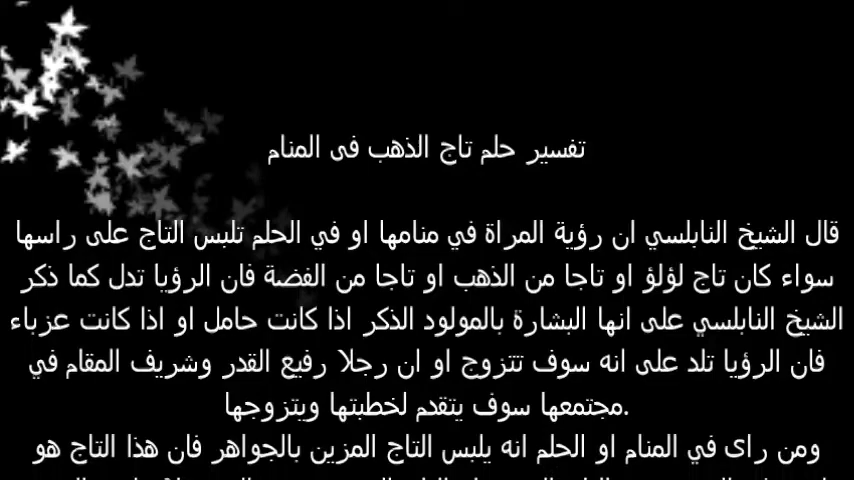 تفسير حلم تاج الذهب فى المنام
قال الشيخ النابلسي ان رؤية المراة في منامها او في الحلم تلبس التاج على راسها
سواء كان تاج لؤلؤ او تاجا من الذهب او تاجا من الفضة فان الرؤيا تدل كما ذكر
الشيخ النابلسي على انها البشارة بالمولود الذكر اذا كانت حامل او اذا كانت عزباء
فان الرؤيا تلد على انه سوف تتزوج او ان رجلا رفيع القدر وشريف المقام في
مجتمعها سوف يتقدم لخطبتها ويتزوجها.
ومن راى في المنام او الحلم انه يلبس التاج المزين بالجواهر فان هذا التاج هو